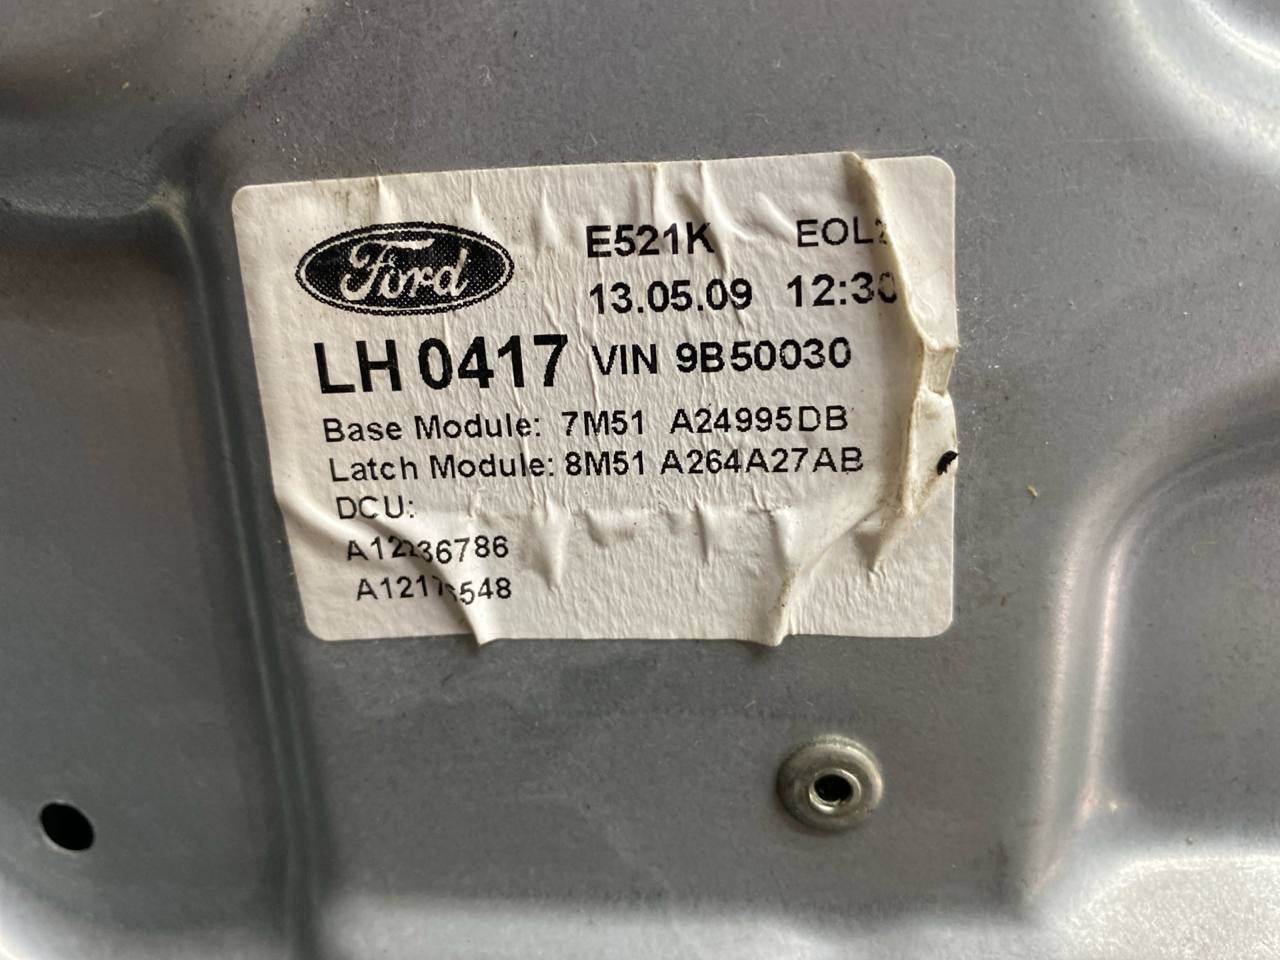 Ford
E521K EOL2
13.05.09 12:30
LH 0417 VIN 9B50030
Base Module: 7M51 A24995DB
Latch Module: 8M51 A264A27AB
DCU: